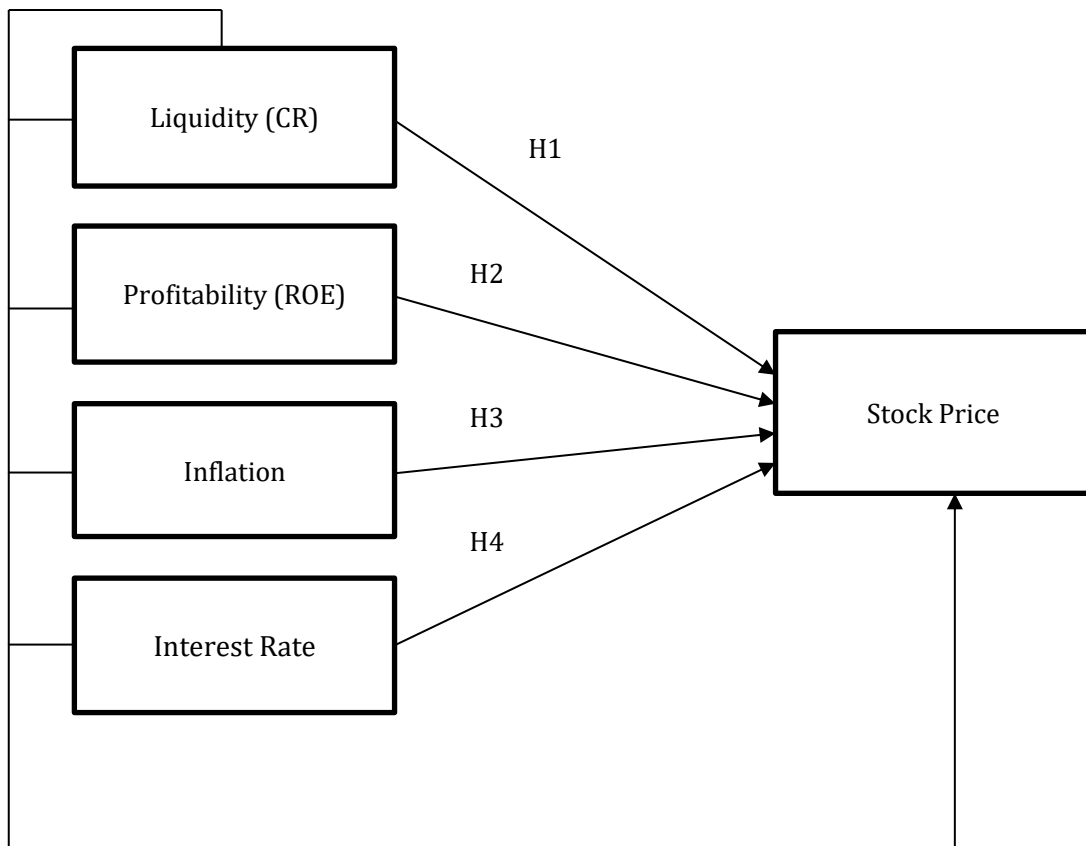 Liquidity (CR)
H1
Profitability (ROE)
H2
Stock Price
H3
Inflation
H4
Interest Rate